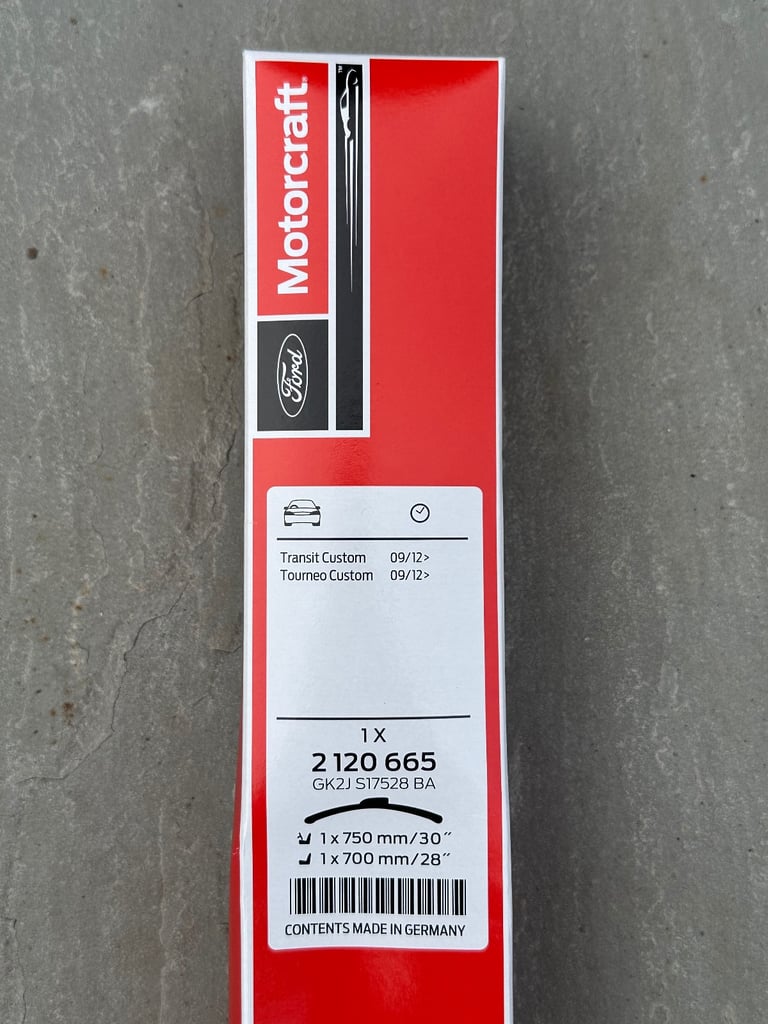 Motorcraft®
™
Ford
Transit Custom 09/12>
Tourneo Custom 09/12>
1 X
2 120 665
GK2J S17528 BA
1 x 750 mm/30″
1 x 700 mm/28″
CONTENTS MADE IN GERMANY